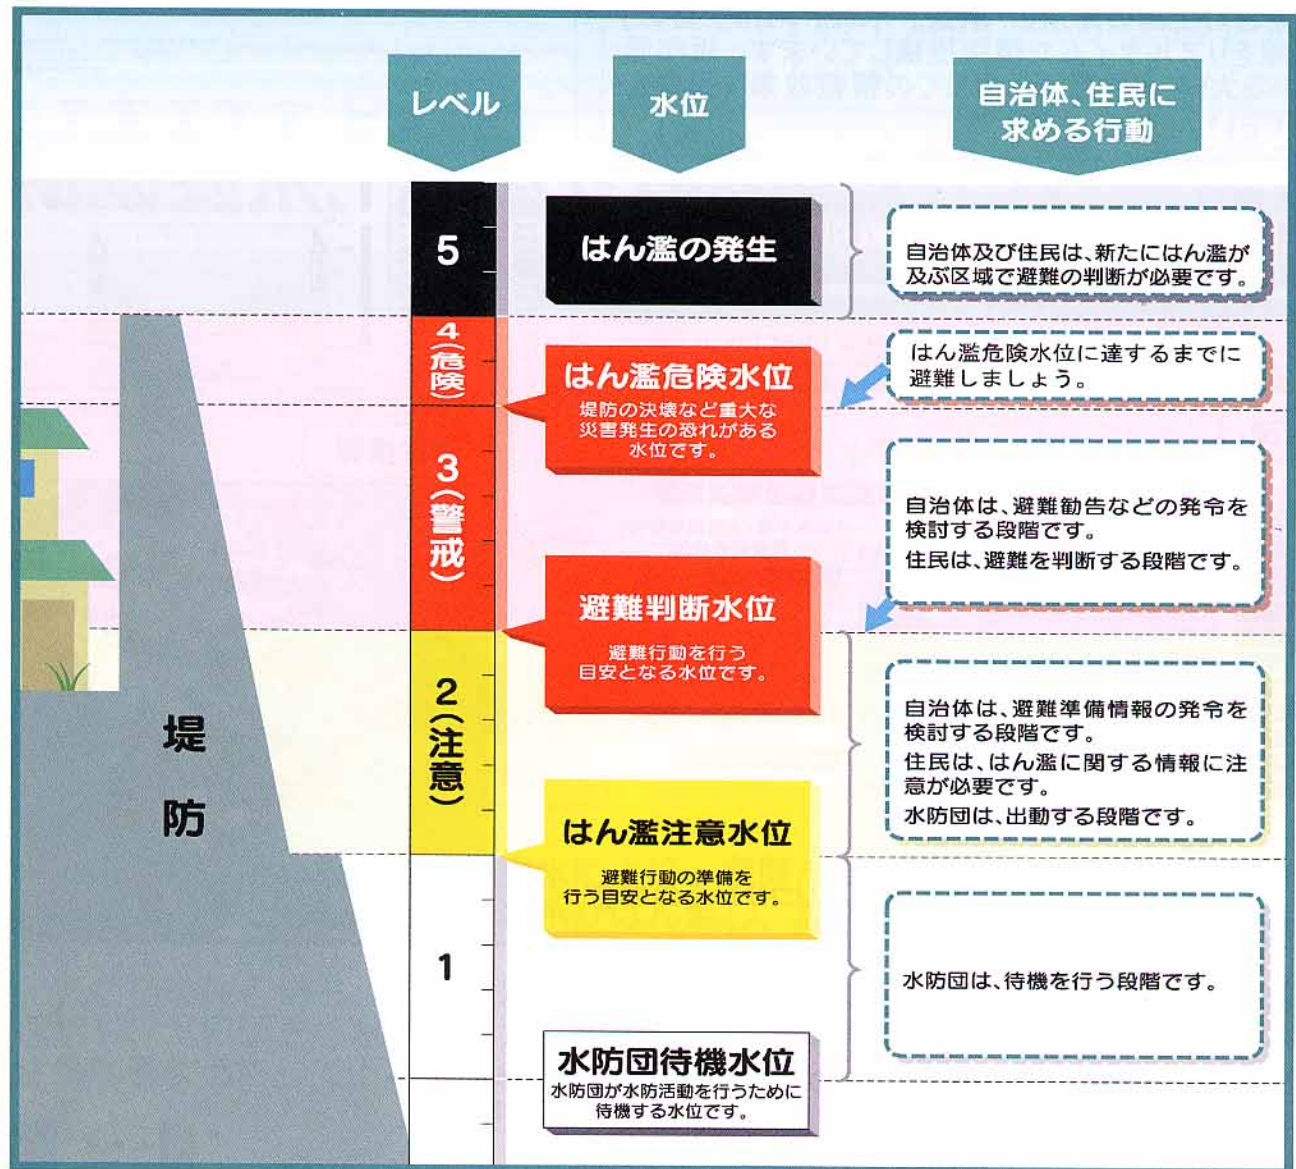 レベル
水位
自治体、住民に
求める行動
5
はん濫の発生
自治体及び住民は、新たにはん濫が
及ぶ区域で避難の判断が必要です。
4(危険)
はん濫危険水位
堤防の決壊など重大な
災害発生の恐れがある
水位です。
はん濫危険水位に達するまでに
避難しましょう。
3(警戒)
自治体は、避難勧告などの発令を
検討する段階です。
住民は、避難を判断する段階です。
避難判断水位
避難行動を行う
目安となる水位です。
2(注意)
自治体は、避難準備情報の発令を
検討する段階です。
住民は、はん濫に関する情報に注
意が必要です。
水防団は、出動する段階です。
堤防
はん濫注意水位
避難行動の準備を
行う目安となる水位です。
1
水防団は、待機を行う段階です。
水防団待機水位
水防団が水防活動を行うために
待機する水位です。